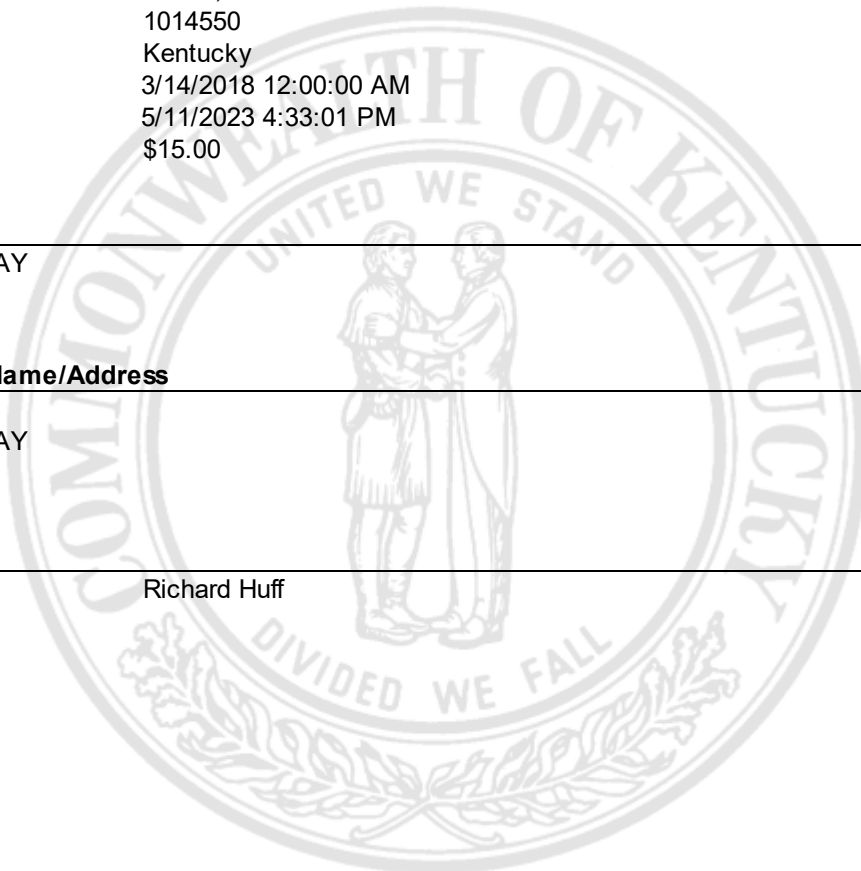 1014550
Kentucky
3/14/2018 12:00:00 AM
5/11/2023 4:33:01 PM
$15.00
AY
lame/Address
AY
Richard Huff
COMMONWEALTH OF KENTUCKY
UNITED WE STAND
DIVIDED WE FALL